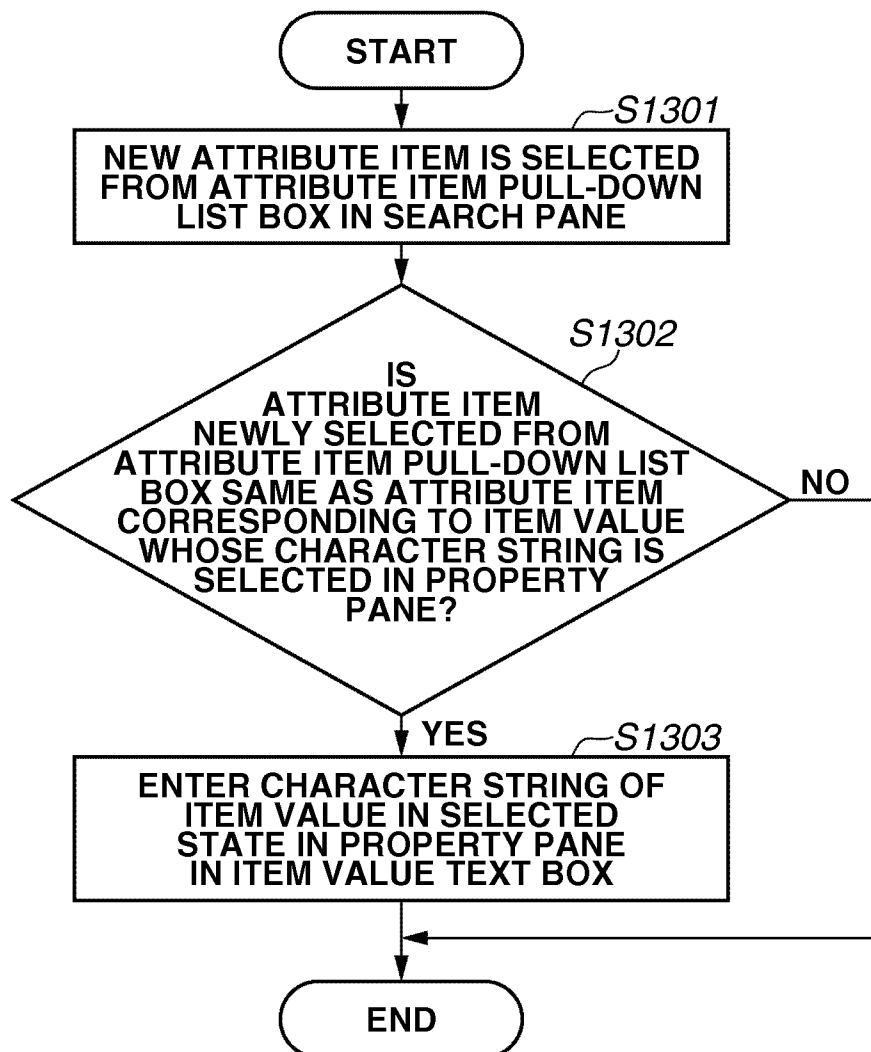 START
S1301
NEW ATTRIBUTE ITEM IS SELECTED
FROM ATTRIBUTE ITEM PULL-DOWN
LIST BOX IN SEARCH PANE
S1302
IS
ATTRIBUTE ITEM
NEWLY SELECTED FROM
ATTRIBUTE ITEM PULL-DOWN LIST
BOX SAME AS ATTRIBUTE ITEM
CORRESPONDING TO ITEM VALUE
WHOSE CHARACTER STRING IS
SELECTED IN PROPERTY
PANE?
NO
YES
S1303
ENTER CHARACTER STRING OF
ITEM VALUE IN SELECTED
STATE IN PROPERTY PANE
IN ITEM VALUE TEXT BOX
END